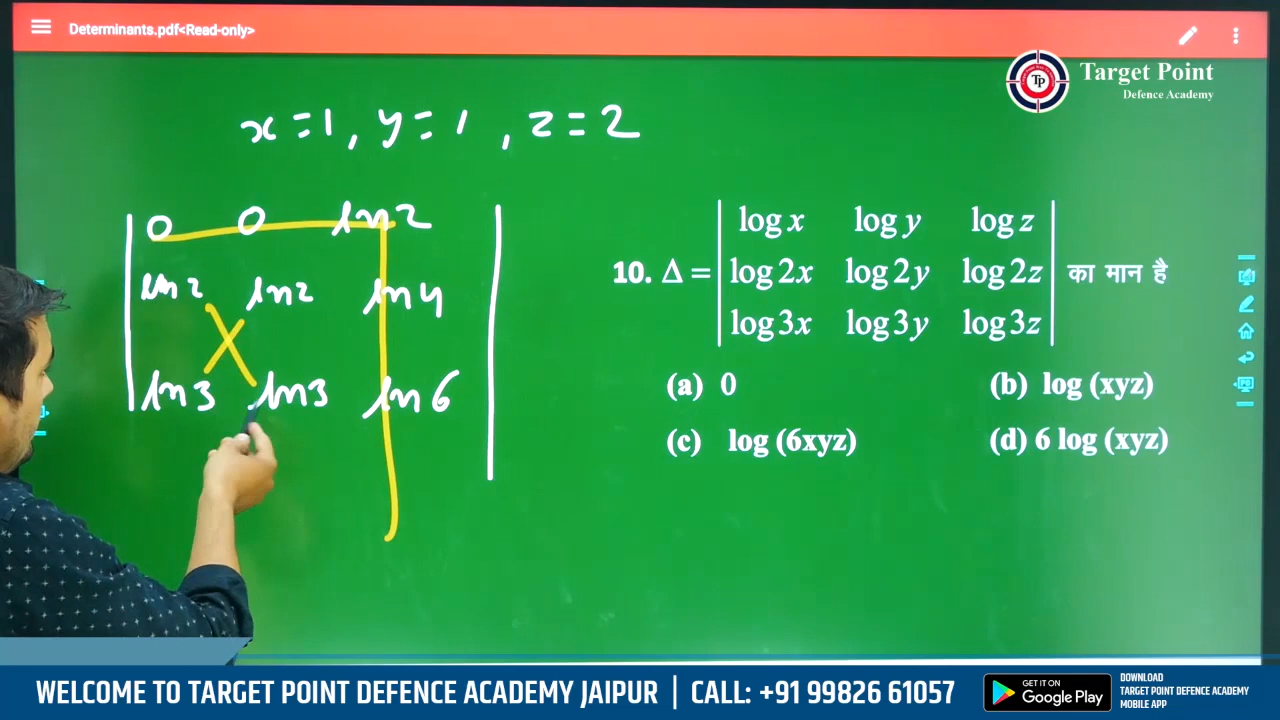 Determinants.pdf<Read-only>
Target Point
Defence Academy
TP
x=1, y=1, z=2
0 0 ln2
ln2 ln2 ln4
ln3 ln3 ln6
10. Δ = | log x log y log z |
| log 2x log 2y log 2z | का मान है
| log 3x log 3y log 3z |
(a) 0 (b) log (xyz)
(c) log (6xyz) (d) 6 log (xyz)
WELCOME TO TARGET POINT DEFENCE ACADEMY JAIPUR | CALL: +91 99826 61057
GET IT ON
Google Play
DOWNLOAD
TARGET POINT DEFENCE ACADEMY
MOBILE APP